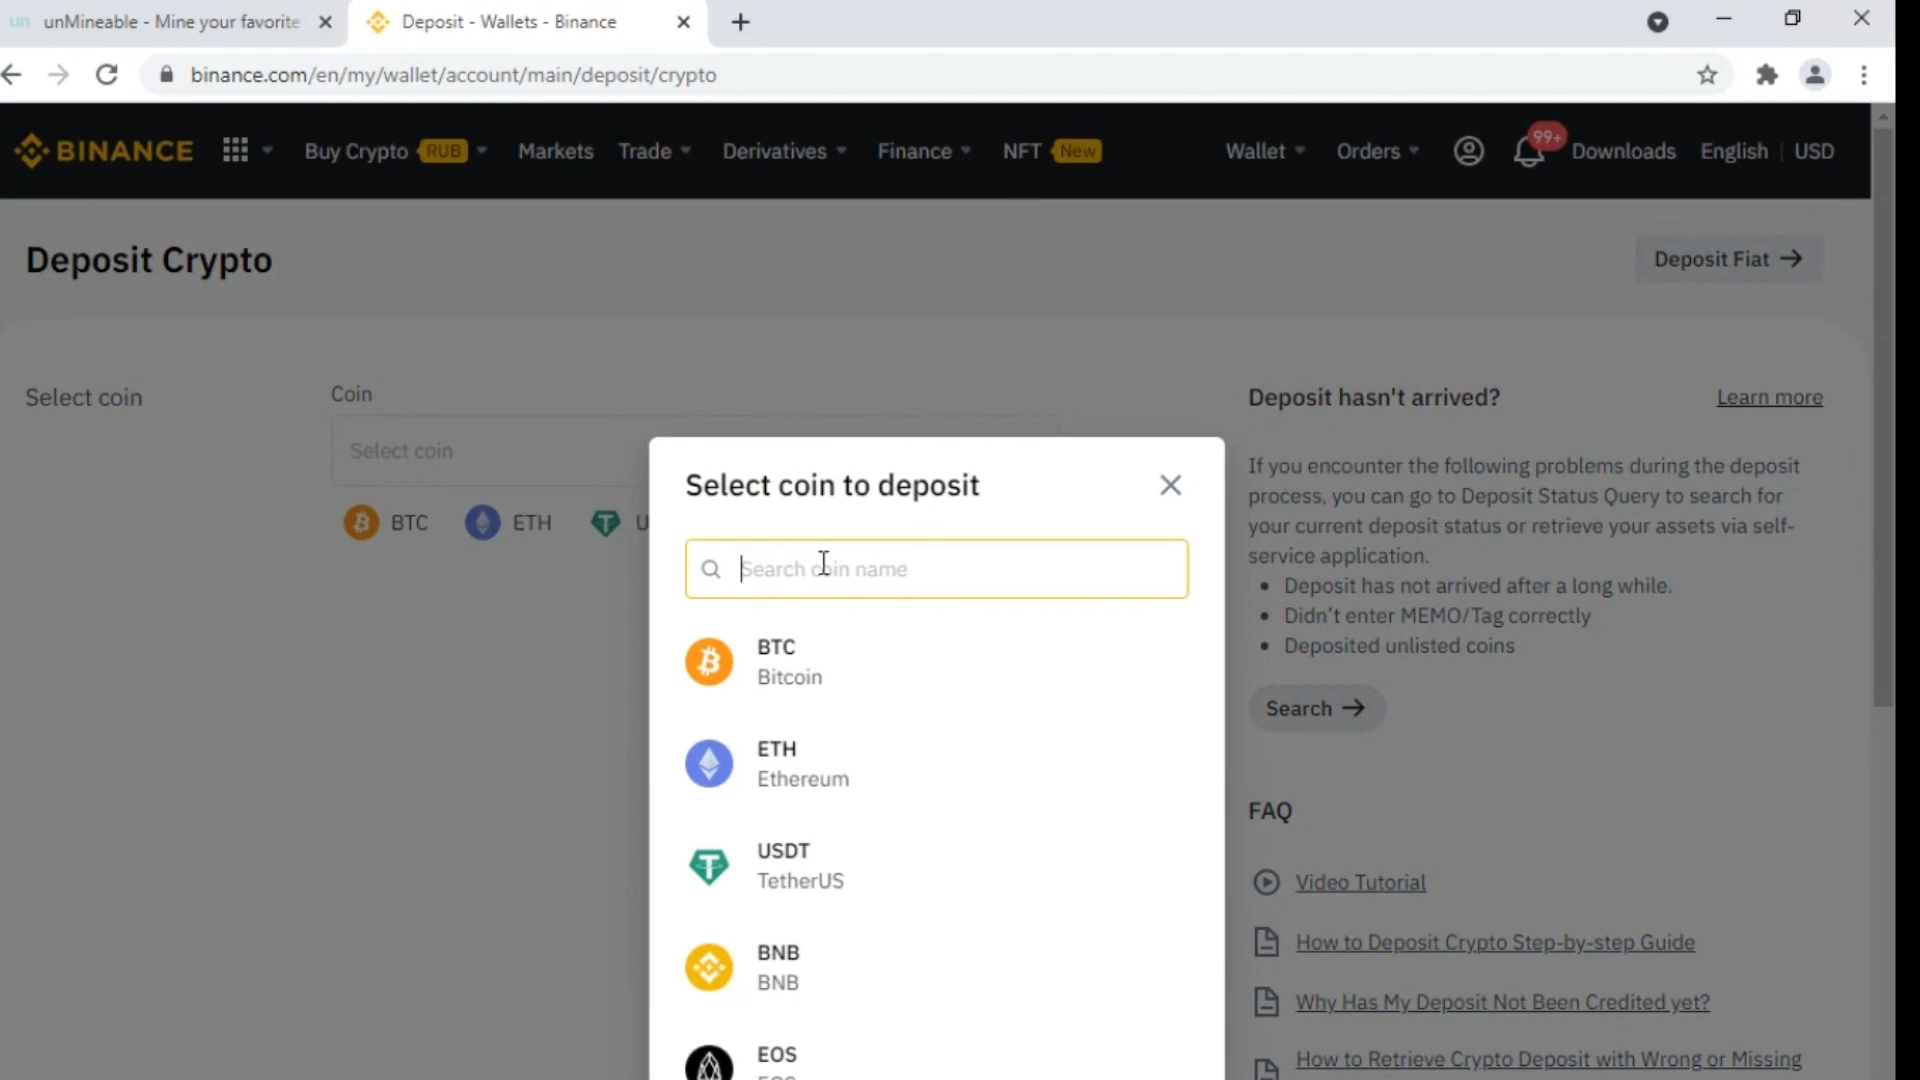 un unMineable - Mine your favorite
Deposit - Wallets - Binance
binance.com/en/my/wallet/account/main/deposit/crypto
BINANCE Buy Crypto RUB Markets Trade Derivatives Finance NFT New Wallet Orders 99+ Downloads English USD
Deposit Crypto
Deposit Fiat →
Select coin
Coin
Select coin
BTC ETH U
Select coin to deposit
Search coin name
BTC
Bitcoin
ETH
Ethereum
USDT
TetherUS
BNB
BNB
EOS
EOS
Deposit hasn't arrived? Learn more
If you encounter the following problems during the deposit
process, you can go to Deposit Status Query to search for
your current deposit status or retrieve your assets via self-
service application.
• Deposit has not arrived after a long while.
• Didn't enter MEMO/Tag correctly
• Deposited unlisted coins
Search →
FAQ
Video Tutorial
How to Deposit Crypto Step-by-step Guide
Why Has My Deposit Not Been Credited yet?
How to Retrieve Crypto Deposit with Wrong or Missing